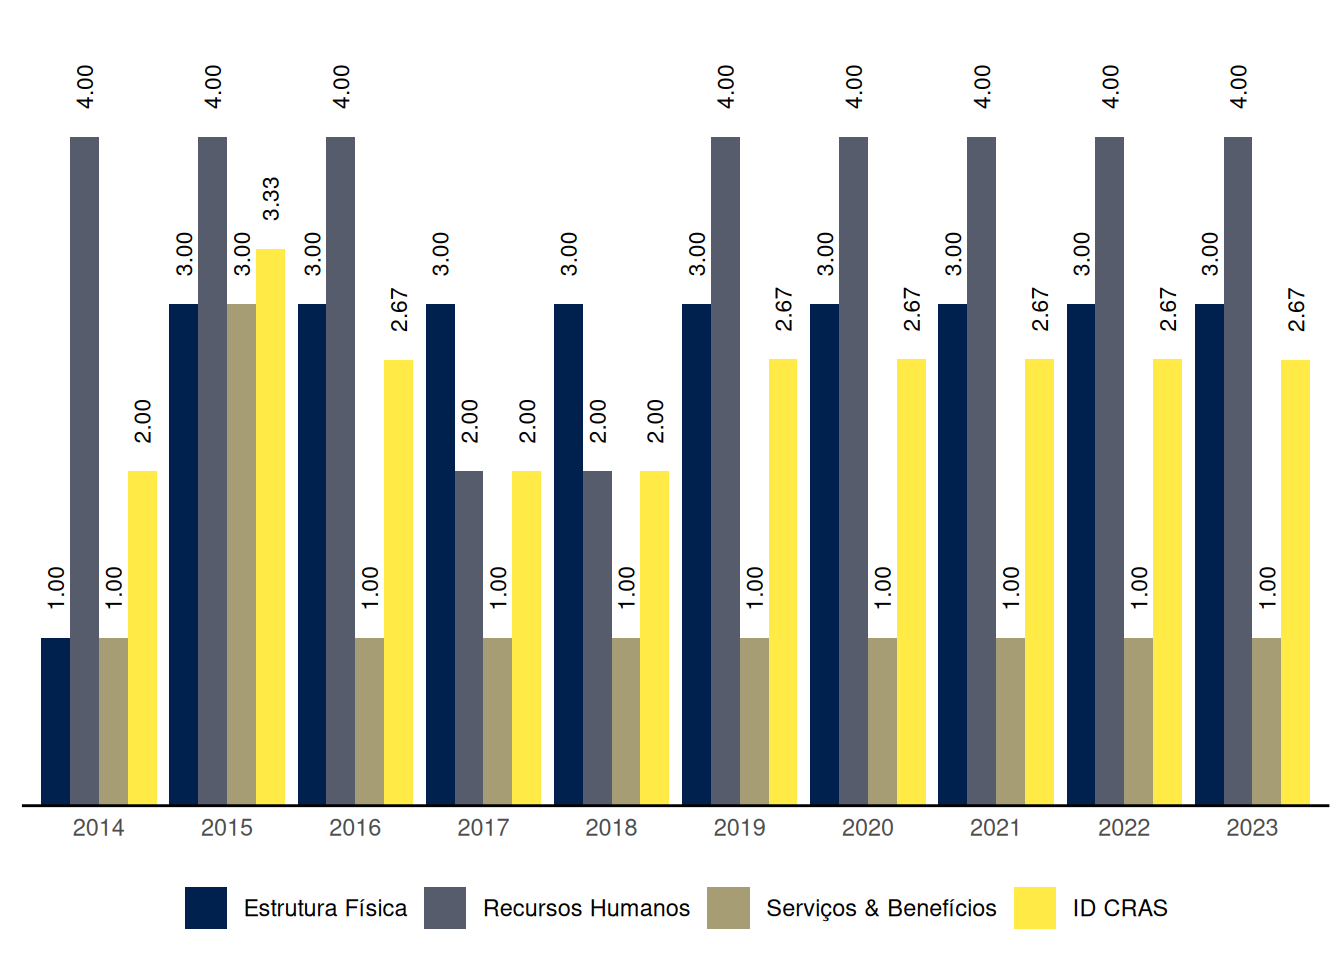 4.00 4.00 4.00 4.00 4.00 4.00 4.00 4.00
3.33
3.00 3.00 3.00 3.00 3.00 3.00 3.00 3.00 3.00 3.00
2.67 2.67 2.67 2.67 2.67 2.67
2.00 2.00 2.00 2.00 2.00
1.00 1.00 1.00 1.00 1.00 1.00 1.00 1.00 1.00 1.00
2014 2015 2016 2017 2018 2019 2020 2021 2022 2023
Estrutura Física Recursos Humanos Serviços & Benefícios ID CRAS